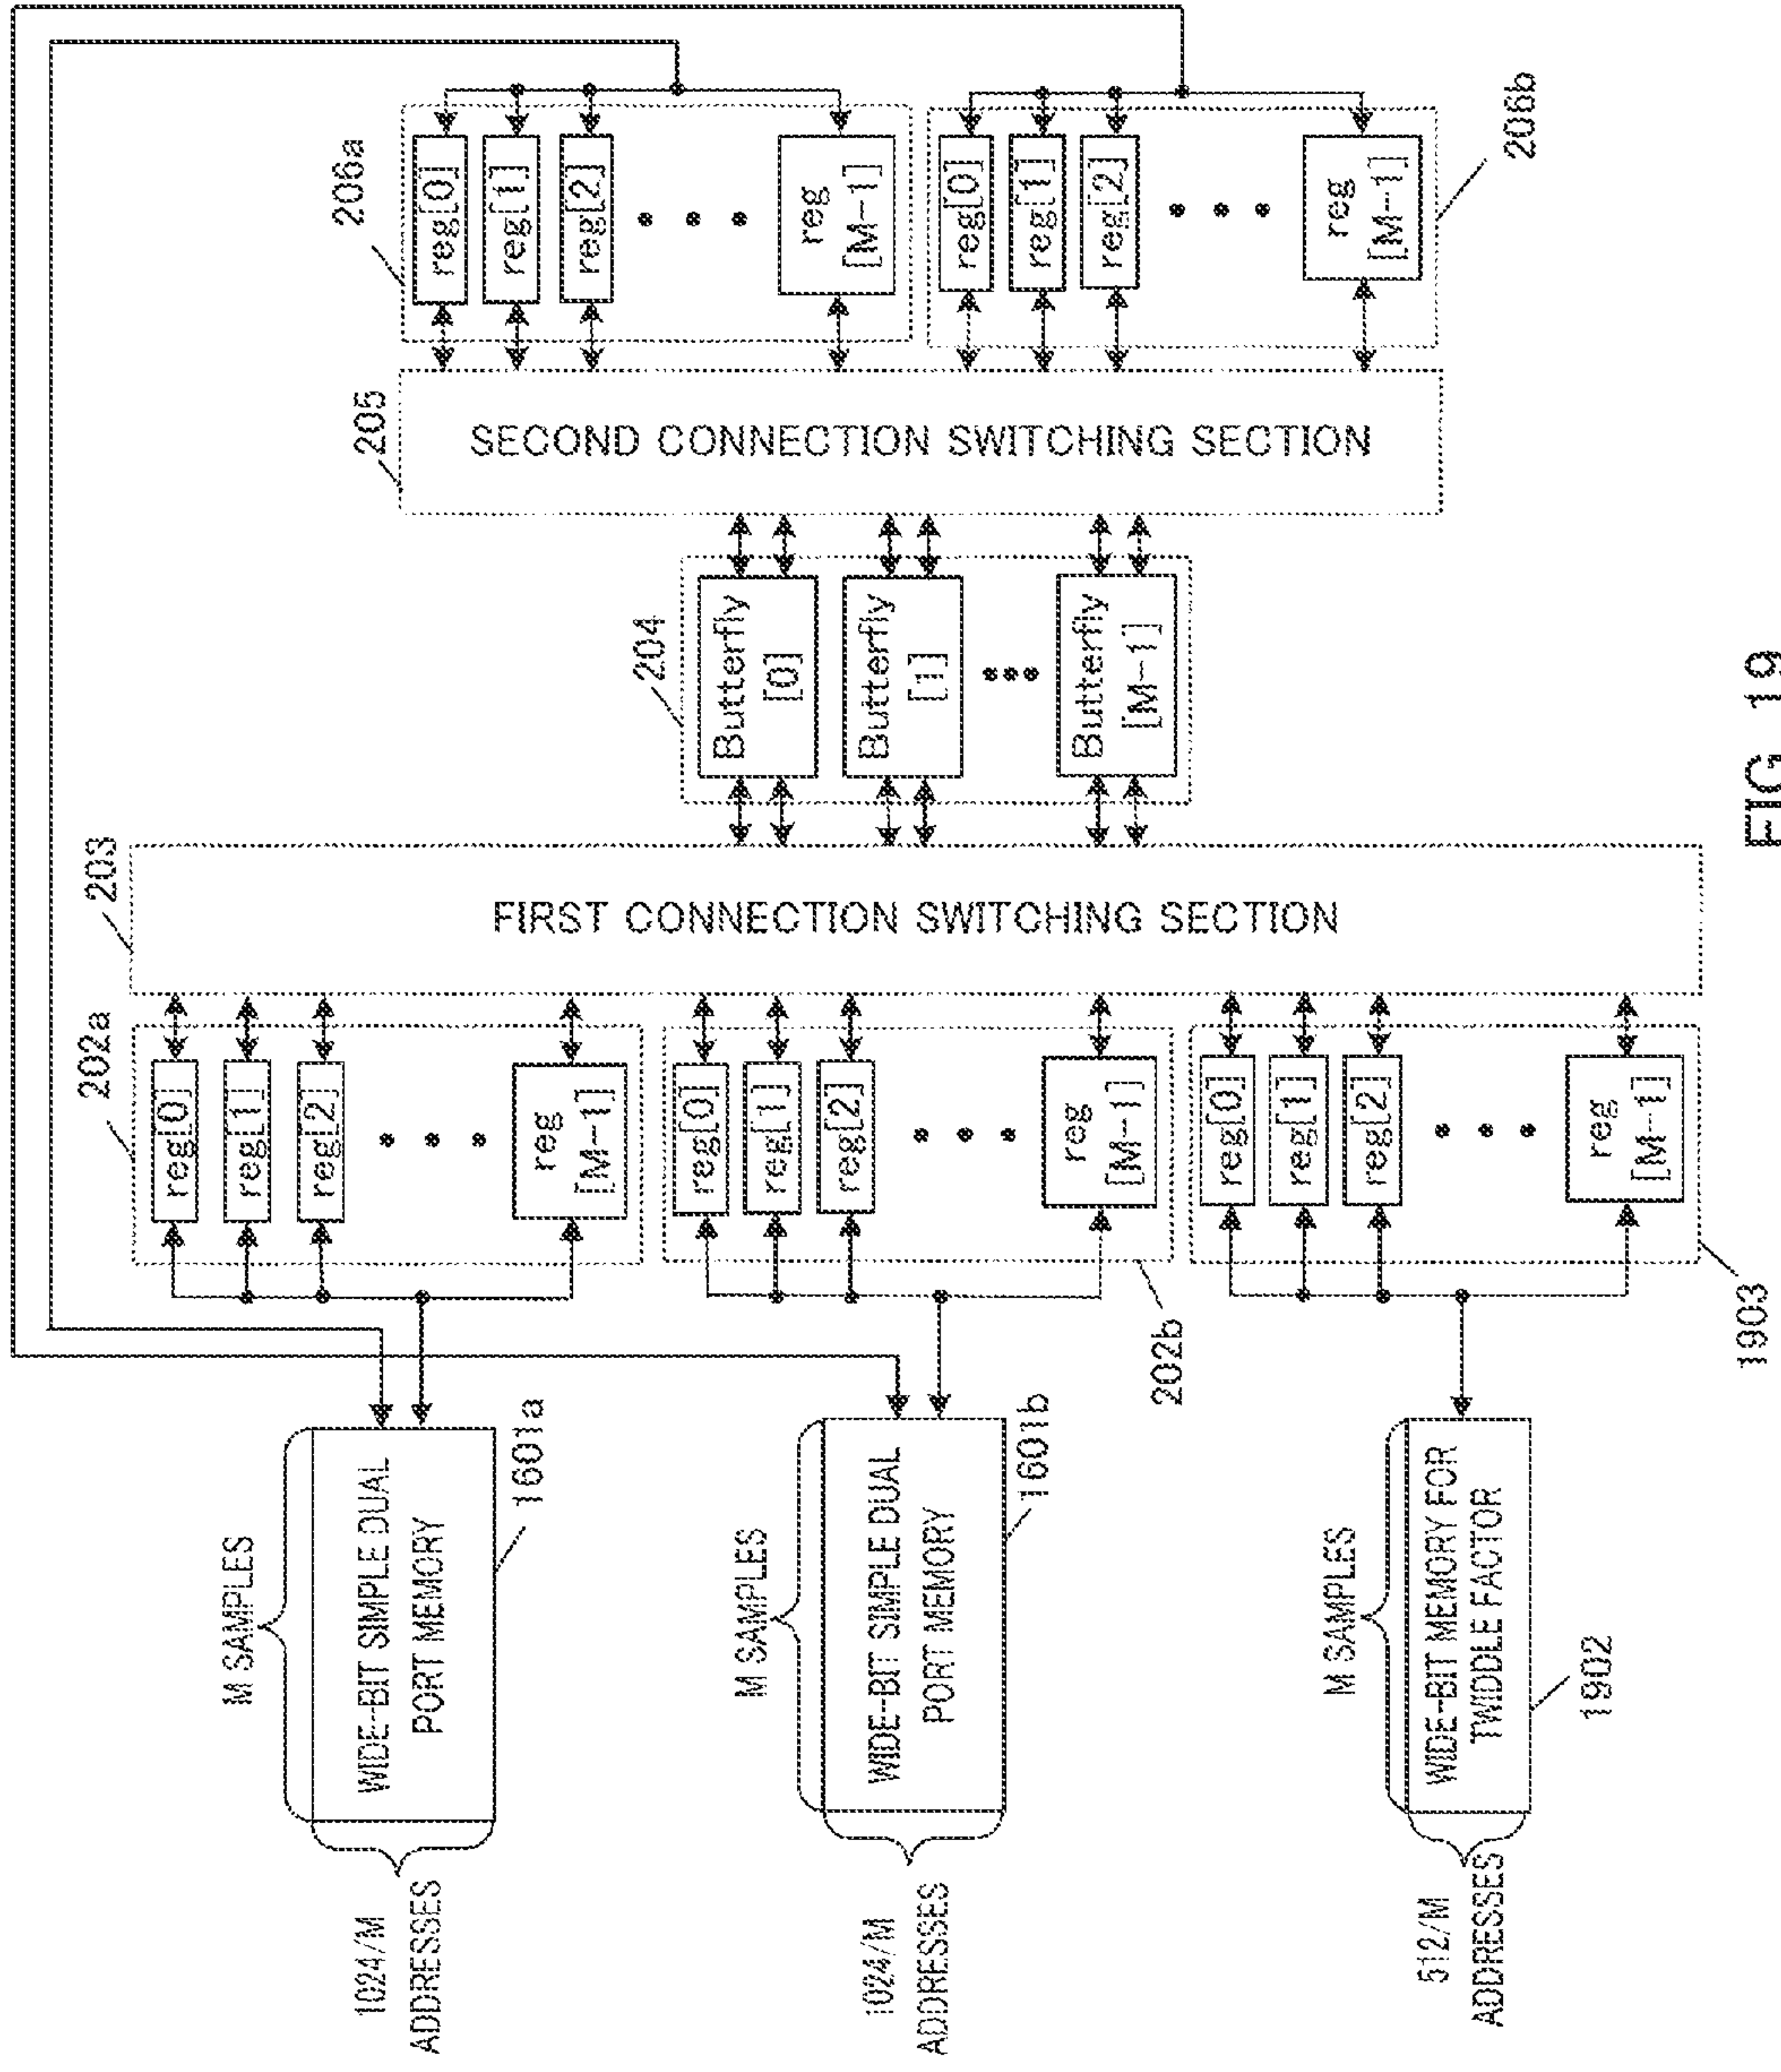 M SAMPLES
1024/M
ADDRESSES
WIDE-BIT SIMPLE DUAL
PORT MEMORY
1601a
M SAMPLES
1024/M
ADDRESSES
WIDE-BIT SIMPLE DUAL
PORT MEMORY
1601b
M SAMPLES
512/M
ADDRESSES
WIDE-BIT MEMORY FOR
TWIDDLE FACTOR
1902
202a
reg[0]
reg[1]
reg[2]
reg
[M-1]
202b
reg[0]
reg[1]
reg[2]
reg
[M-1]
1903
reg[0]
reg[1]
reg[2]
reg
[M-1]
203
FIRST CONNECTION SWITCHING SECTION
204
Butterfly
[0]
Butterfly
[1]
Butterfly
[M-1]
205
SECOND CONNECTION SWITCHING SECTION
206a
reg[0]
reg[1]
reg[2]
reg
[M-1]
206b
reg[0]
reg[1]
reg[2]
reg
[M-1]
FIG. 19